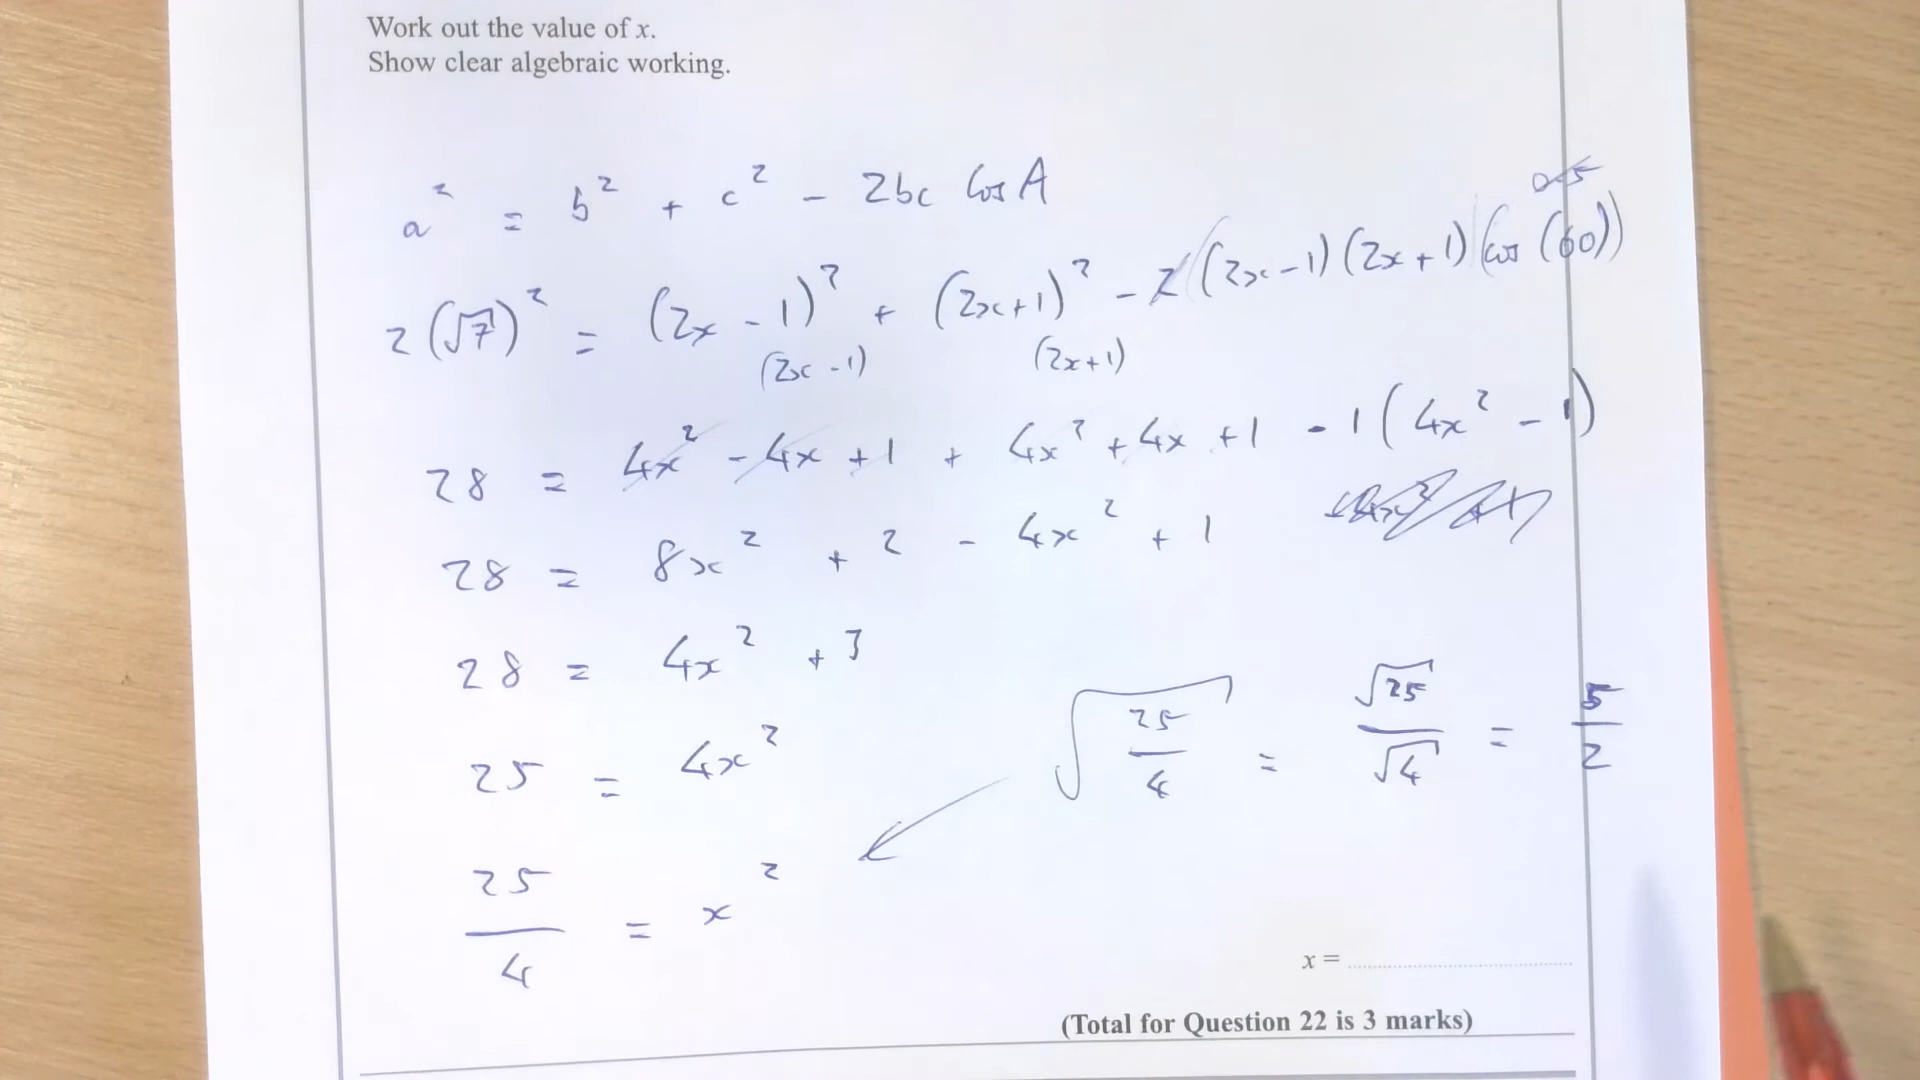 Work out the value of x.
Show clear algebraic working.
a² = b² + c² - 2bc Cos A
0.5
2(√7)² = (2x - 1)² + (2x+1)² - 2(2x-1)(2x+1)(cos(60))
(2x - 1) (2x+1)
28 = 4x² - 4x + 1 + 4x² + 4x + 1 - 1(4x² - 1)
28 = 8x² + 2 - 4x² + 1
28 = 4x² + 3
25 = 4x²
√(25/4) = √25/√4 = 5/2
25/4 = x²
x = ................
(Total for Question 22 is 3 marks)